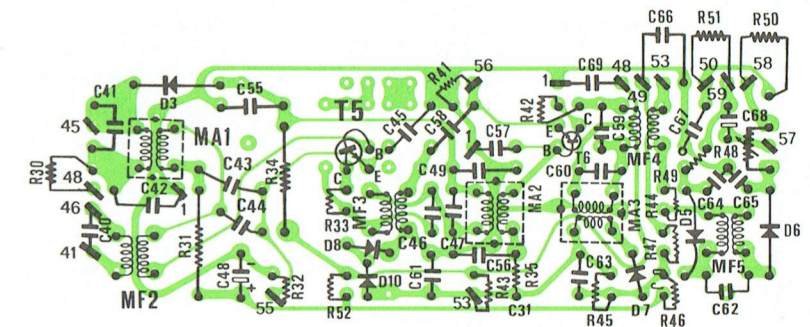 C66
R51
R50
C41
D3
C55
R41
56
1
C69
48
53
50
58
49
59
45
MA1
T5
C45
C58
R42
E
C
C59
C67
C68
57
B
E
B
T6
MF4
R48
R30
C43
R34
1
C57
C49
C60
R49
48
C42
1
C
MF3
MA2
R44
C64
C65
46
C44
R33
MA3
D5
D6
C40
R31
D8
C46
C47
R47
41
C48
-
+
R32
D10
C61
C56
R43
R35
C63
MF5
MF2
55
R52
53
C31
R45
D7
R46
C62